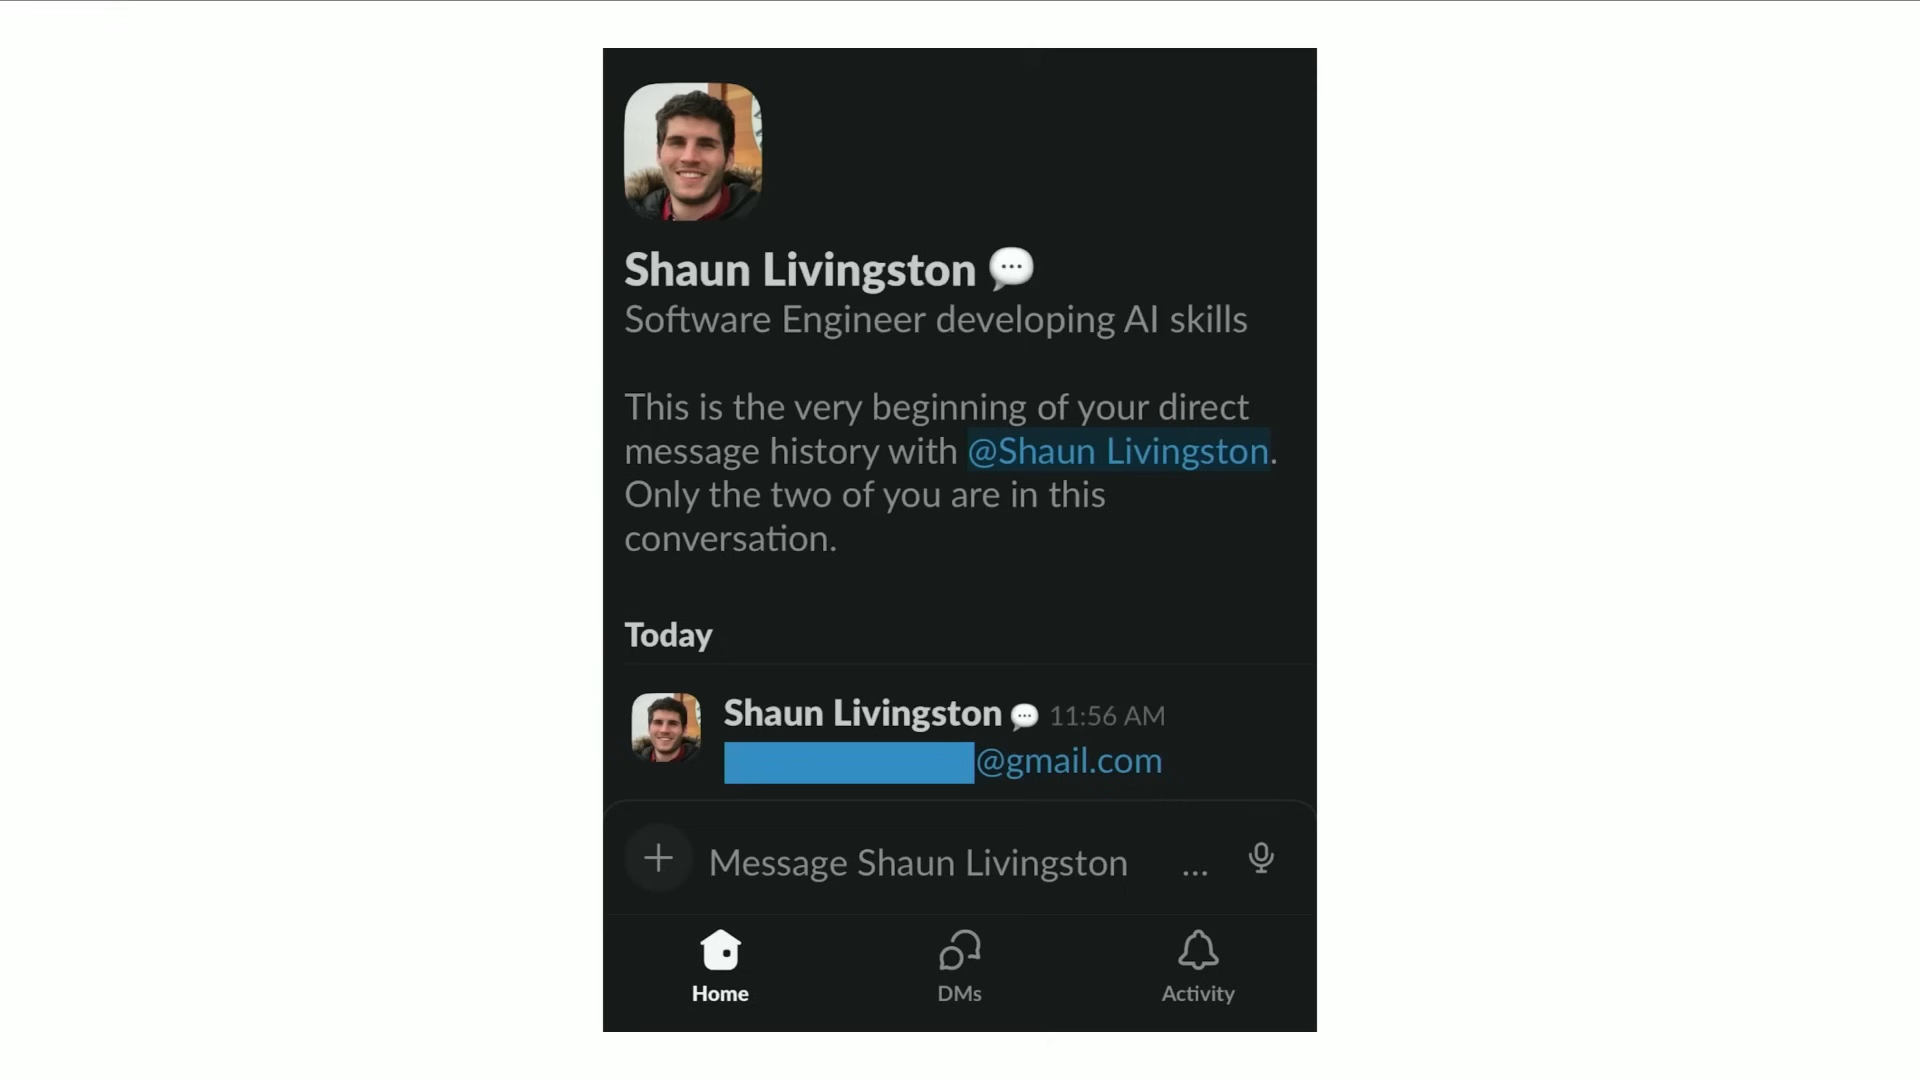 Shaun Livingston 💬
Software Engineer developing AI skills
This is the very beginning of your direct
message history with @Shaun Livingston.
Only the two of you are in this
conversation.
Today
Shaun Livingston 💬 11:56 AM
@gmail.com
Message Shaun Livingston ...
Home DMs Activity